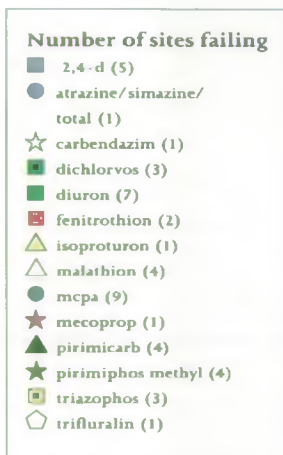 Number of sites failing
2,4-d (5)
atrazine/simazine/
total (1)
carbendazim (1)
dichlorvos (3)
diuron (7)
fenitrothion (2)
isoproturon (1)
malathion (4)
mcpa (9)
mecoprop (1)
pirimicarb (4)
pirimiphos methyl (4)
triazophos (3)
trifluralin (1)